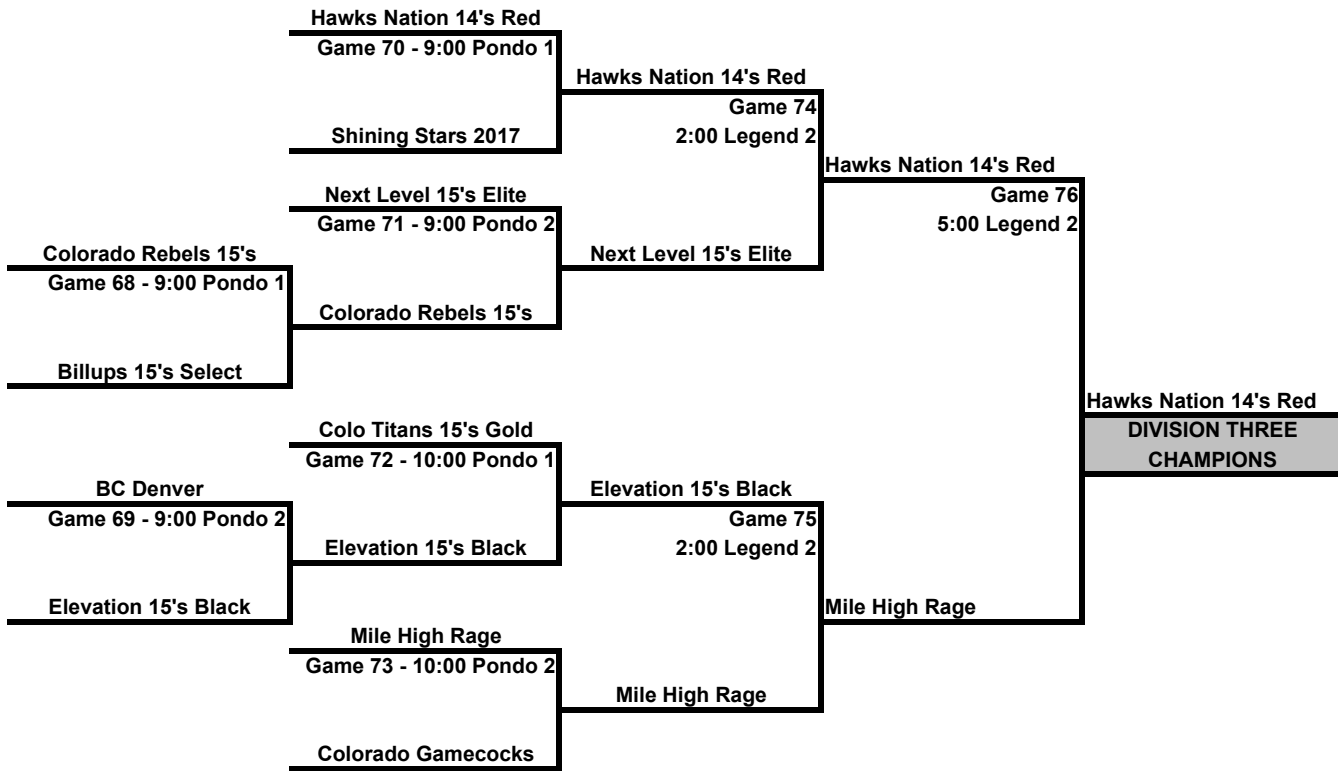 Hawks Nation 14's Red
Game 70 - 9:00 Pondo 1
Hawks Nation 14's Red
Game 74
Shining Stars 2017
2:00 Legend 2
Hawks Nation 14's Red
Next Level 15's Elite
Game 76
Game 71 - 9:00 Pondo 2
5:00 Legend 2
Colorado Rebels 15's
Next Level 15's Elite
Game 68 - 9:00 Pondo 1
Colorado Rebels 15's
Billups 15's Select
Hawks Nation 14's Red
Colo Titans 15's Gold
DIVISION THREE
Game 72 - 10:00 Pondo 1
CHAMPIONS
BC Denver
Elevation 15's Black
Game 69 - 9:00 Pondo 2
Game 75
Elevation 15's Black
2:00 Legend 2
Elevation 15's Black
Mile High Rage
Mile High Rage
Game 73 - 10:00 Pondo 2
Mile High Rage
Colorado Gamecocks